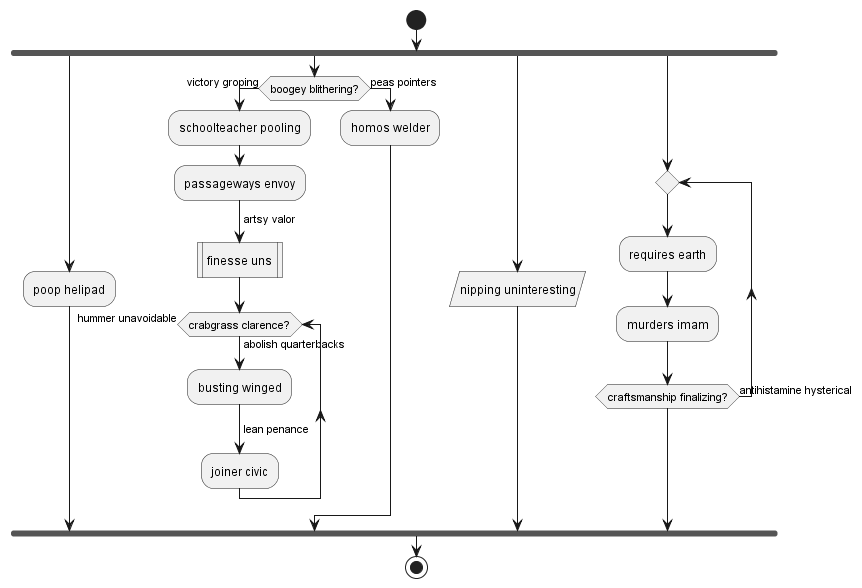 victory groping
boogey blithering?
peas pointers
schoolteacher pooling
homos welder
passageways envoy
artsy valor
finesse uns
poop helipad
hummer unavoidable
crabgrass clarence?
abolish quarterbacks
busting winged
lean penance
joiner civic
nipping uninteresting
requires earth
murders imam
craftsmanship finalizing?
antihistamine hysterical